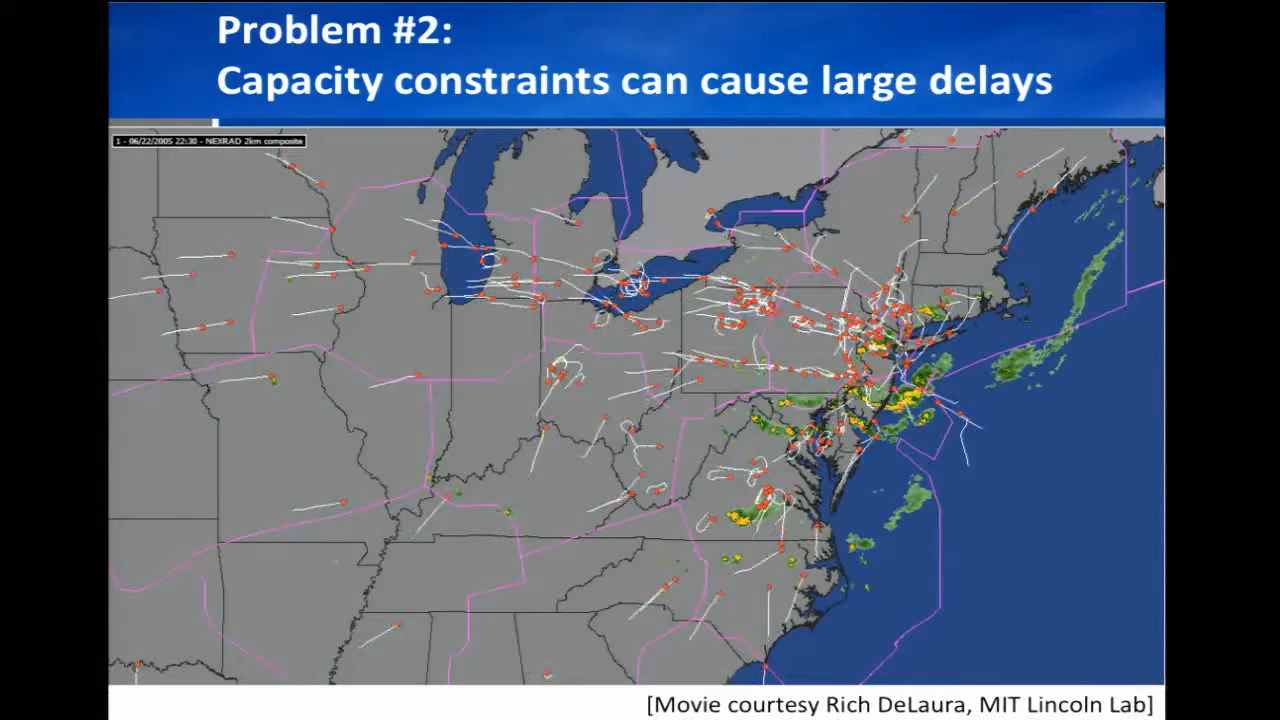 Problem #2:
Capacity constraints can cause large delays
1 - 06/22/2005 22:30 - NEXRAD 2km composite
[Movie courtesy Rich DeLaura, MIT Lincoln Lab]